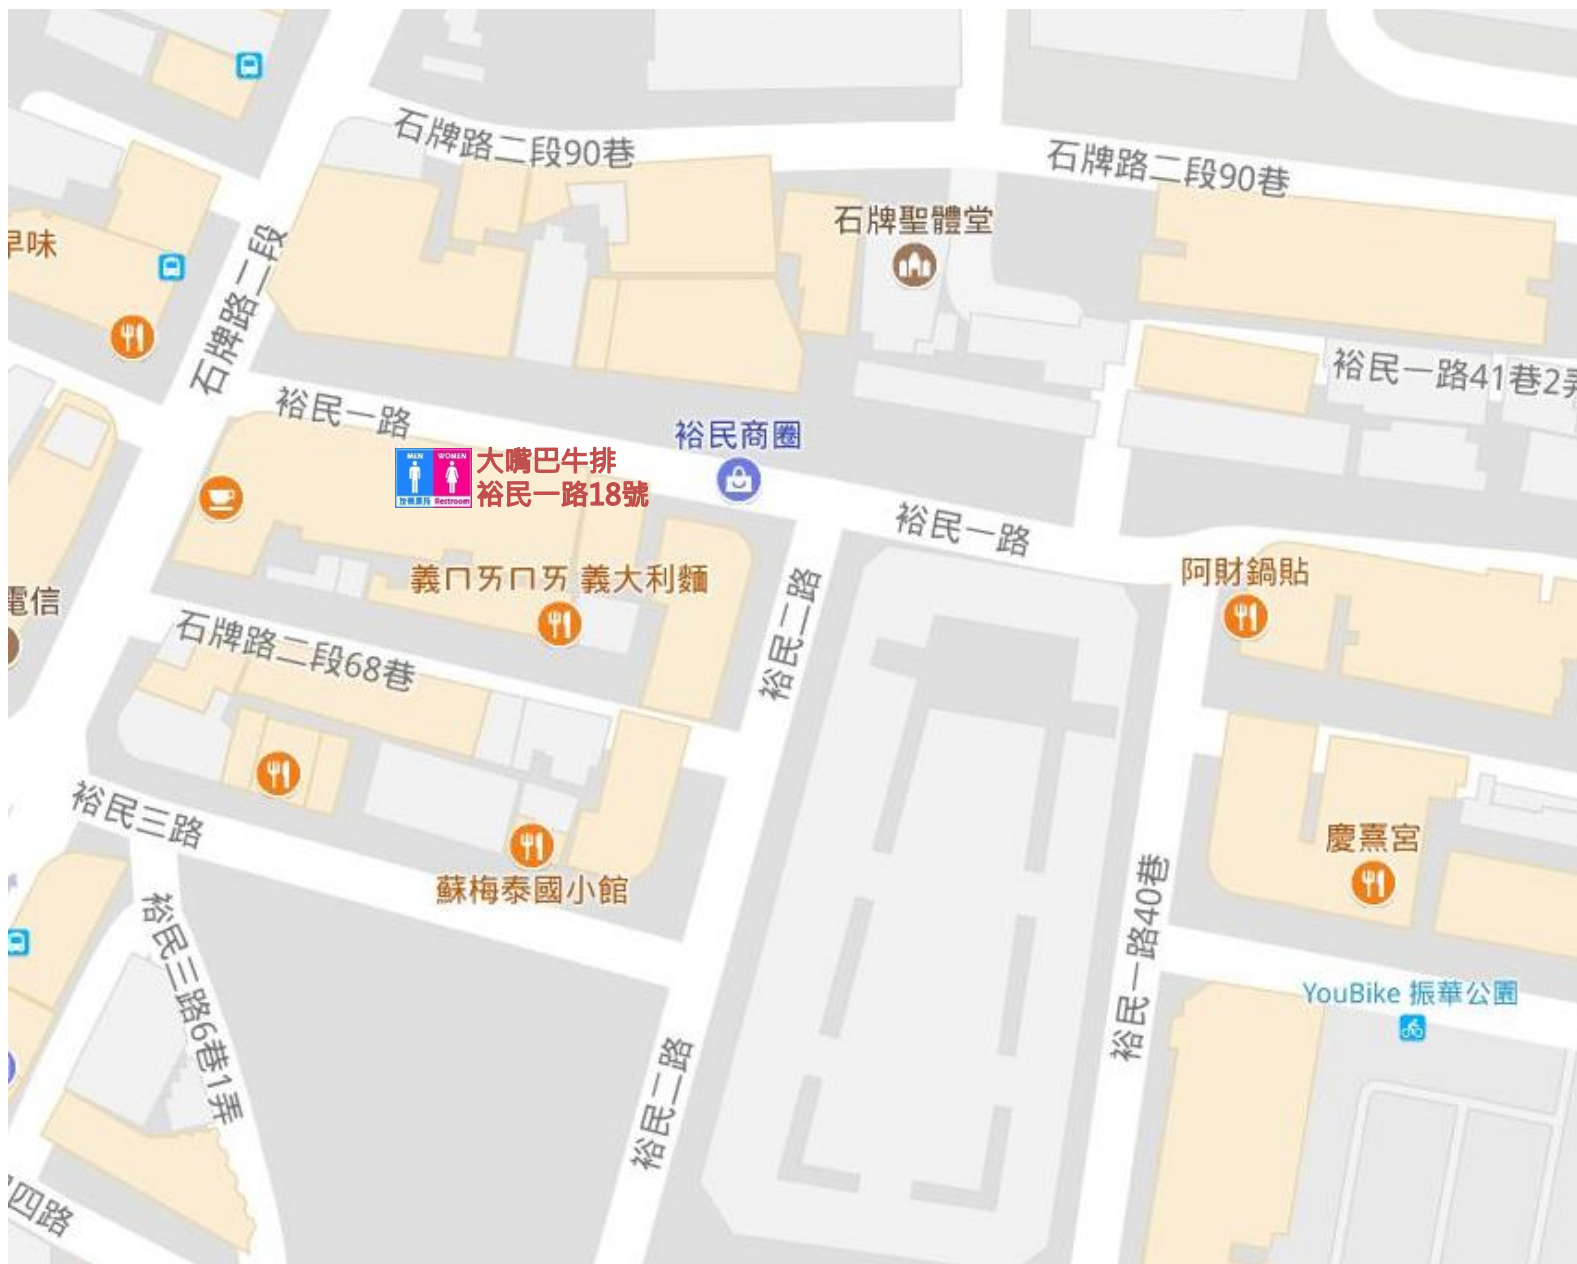 石牌路二段90巷
石牌路二段90巷
石牌聖體堂
早味
石牌路二段
裕民一路41巷2弄
裕民一路
裕民商圈
MEN
WOMEN
Restroom
大嘴巴牛排
裕民一路18號
裕民一路
義ㄇㄞㄇㄞ 義大利麵
阿財鍋貼
電信
裕民二路
石牌路二段68巷
裕民三路
慶熹宮
蘇梅泰國小館
裕民一路40巷
裕民三路6巷1弄
YouBike 振華公園
裕民二路
四路